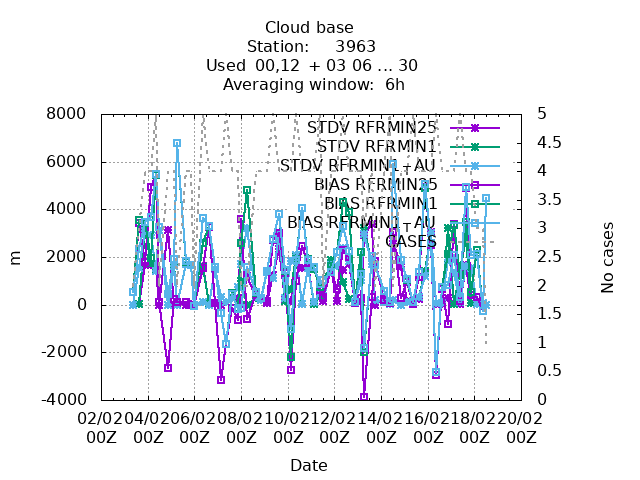 Cloud base
Station: 3963
Used 00,12 + 03 06 ... 30
Averaging window: 6h
8000
6000
4000
2000
0
-2000
-4000
m
5
4.5
4
3.5
3
2.5
2
1.5
1
0.5
0
No cases
STDV RFRMIN25
STDV RFRMIN1
STDV RFRMIN1+AU
BIAS RFRMIN25
BIAS RFRMIN1
BIAS RFRMIN1+AU
CASES
02/02 04/02 06/02 08/02 10/02 12/02 14/02 16/02 18/02 20/02
00Z 00Z 00Z 00Z 00Z 00Z 00Z 00Z 00Z 00Z
Date